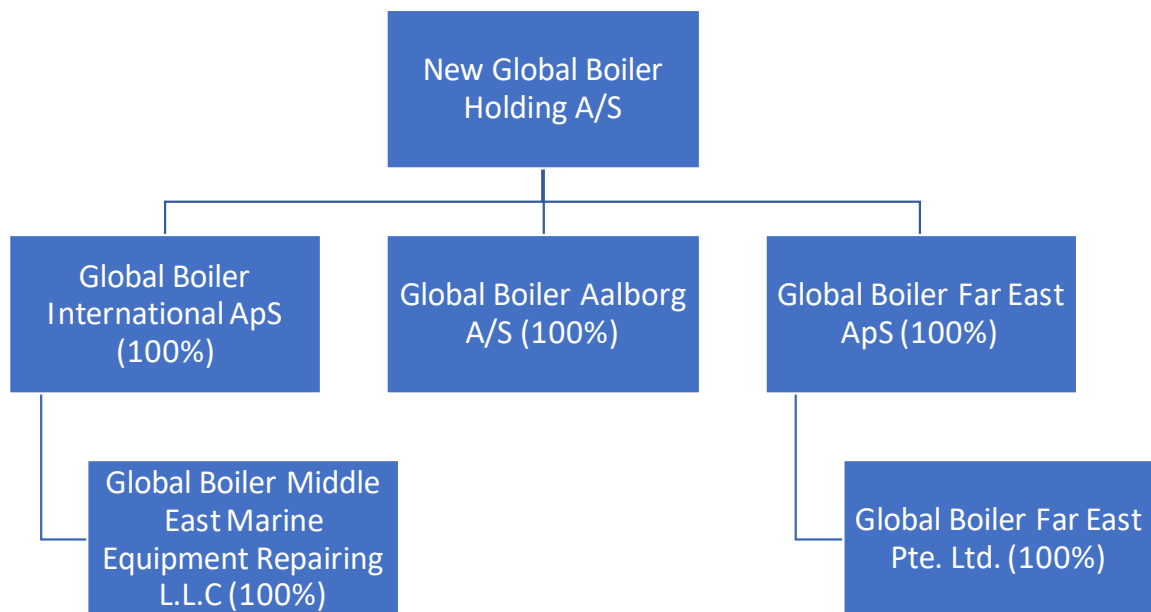 New Global Boiler
Holding A/S
Global Boiler
International ApS
(100%)
Global Boiler Aalborg
A/S (100%)
Global Boiler Far East
ApS (100%)
Global Boiler Middle
East Marine
Equipment Repairing
L.L.C (100%)
Global Boiler Far East
Pte. Ltd. (100%)